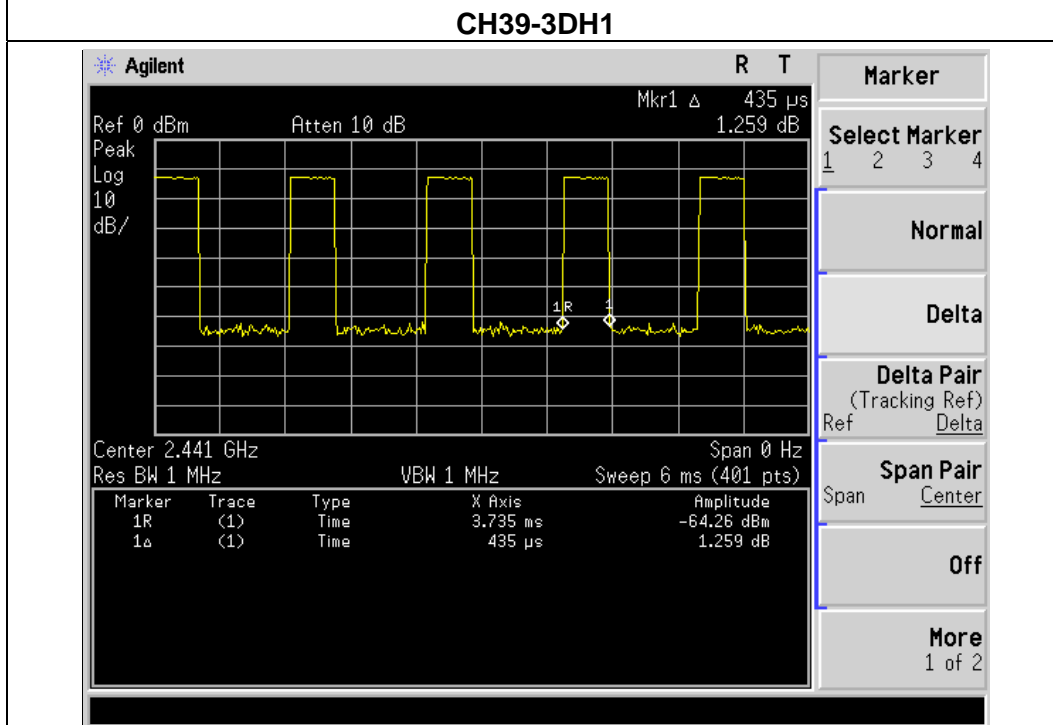 CH39-3DH1
Agilent R T
Mkr1 Δ 435 µs
Ref 0 dBm Atten 10 dB 1.259 dB
Peak
Log
10
dB/
1R 1
Center 2.441 GHz Span 0 Hz
Res BW 1 MHz VBW 1 MHz Sweep 6 ms (401 pts)
Marker Trace Type X Axis Amplitude
1R (1) Time 3.735 ms -64.26 dBm
1Δ (1) Time 435 µs 1.259 dB
Marker
Select Marker
1 2 3 4
Normal
Delta
Delta Pair
(Tracking Ref)
Ref Delta
Span Pair
Span Center
Off
More
1 of 2